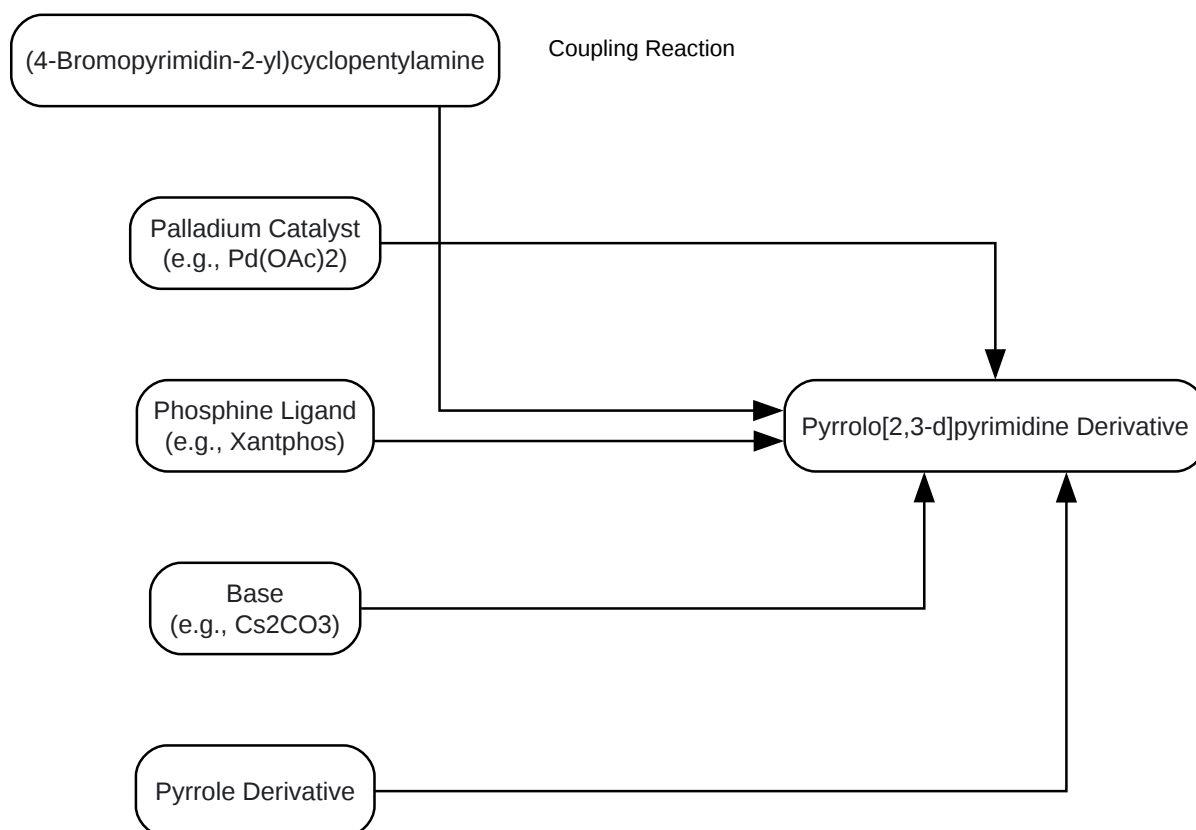 (4-Bromopyrimidin-2-yl)cyclopentylamine
Coupling Reaction
Palladium Catalyst
(e.g., Pd(OAc)2)
Phosphine Ligand
(e.g., Xantphos)
Pyrrolo[2,3-d]pyrimidine Derivative
Base
(e.g., Cs2CO3)
Pyrrole Derivative